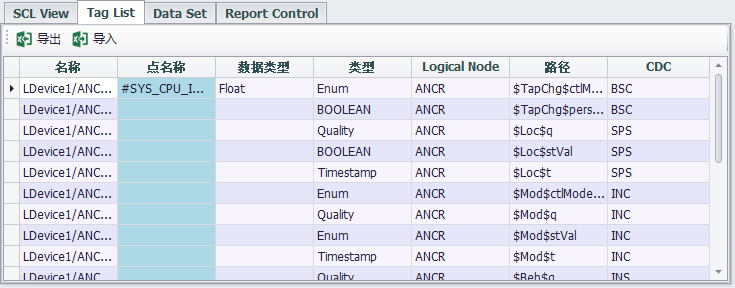 SCL View Tag List Data Set Report Control
导出 导入
名称 点名称 数据类型 类型 Logical Node 路径 CDC
LDevice1/ANC... #SYS_CPU_I... Float Enum ANCR $TapChg$ctlM... BSC
LDevice1/ANC... BOOLEAN ANCR $TapChg$pers... BSC
LDevice1/ANC... Quality ANCR $Loc$q SPS
LDevice1/ANC... BOOLEAN ANCR $Loc$stVal SPS
LDevice1/ANC... Timestamp ANCR $Loc$t SPS
LDevice1/ANC... Enum ANCR $Mod$ctlMode... INC
LDevice1/ANC... Quality ANCR $Mod$q INC
LDevice1/ANC... Enum ANCR $Mod$stVal INC
LDevice1/ANC... Timestamp ANCR $Mod$t INC
LDevice1/ANC... Quality ANCR $Beh$q INS